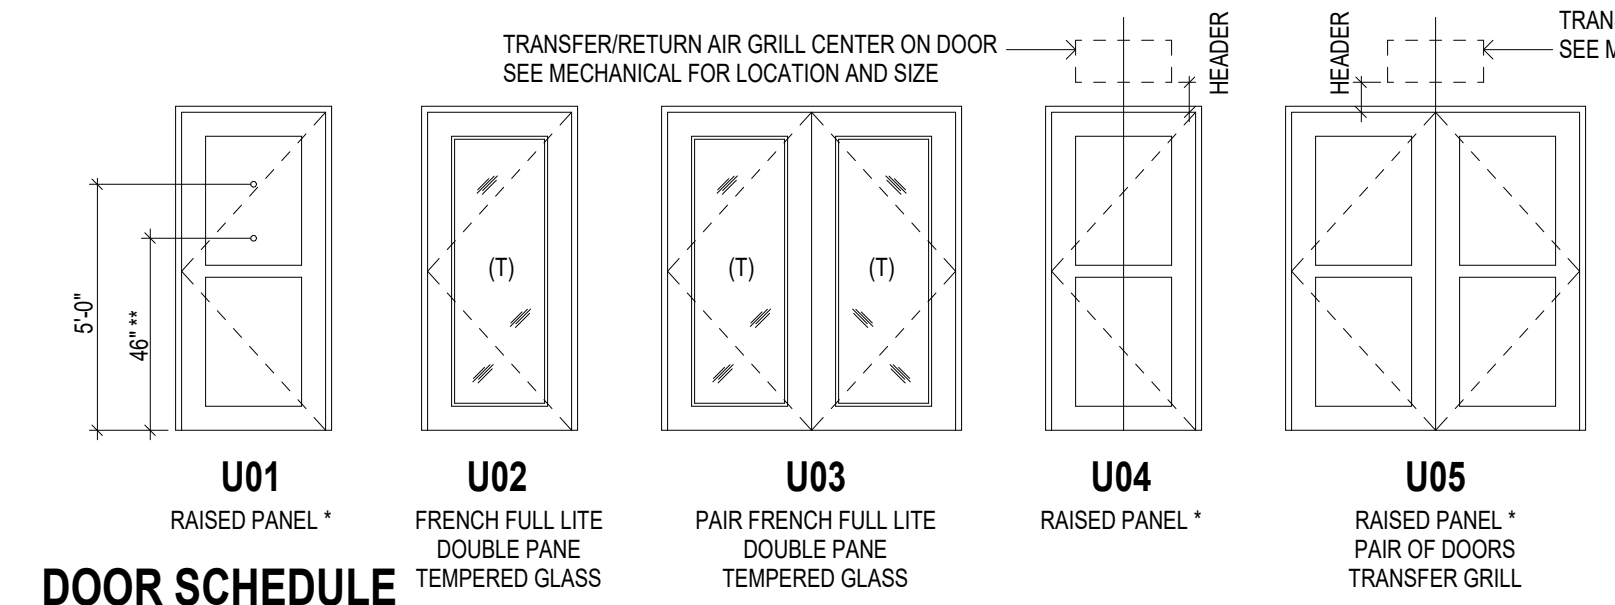 TRANSFER/RETURN AIR GRILL CENTER ON DOOR
SEE MECHANICAL FOR LOCATION AND SIZE
HEADER
HEADER
SEE
5'-0"
46" **
(T)
(T)
(T)
U01
RAISED PANEL *
U02
FRENCH FULL LITE
DOUBLE PANE
TEMPERED GLASS
U03
PAIR FRENCH FULL LITE
DOUBLE PANE
TEMPERED GLASS
U04
RAISED PANEL *
U05
RAISED PANEL *
PAIR OF DOORS
TRANSFER GRILL
DOOR SCHEDULE